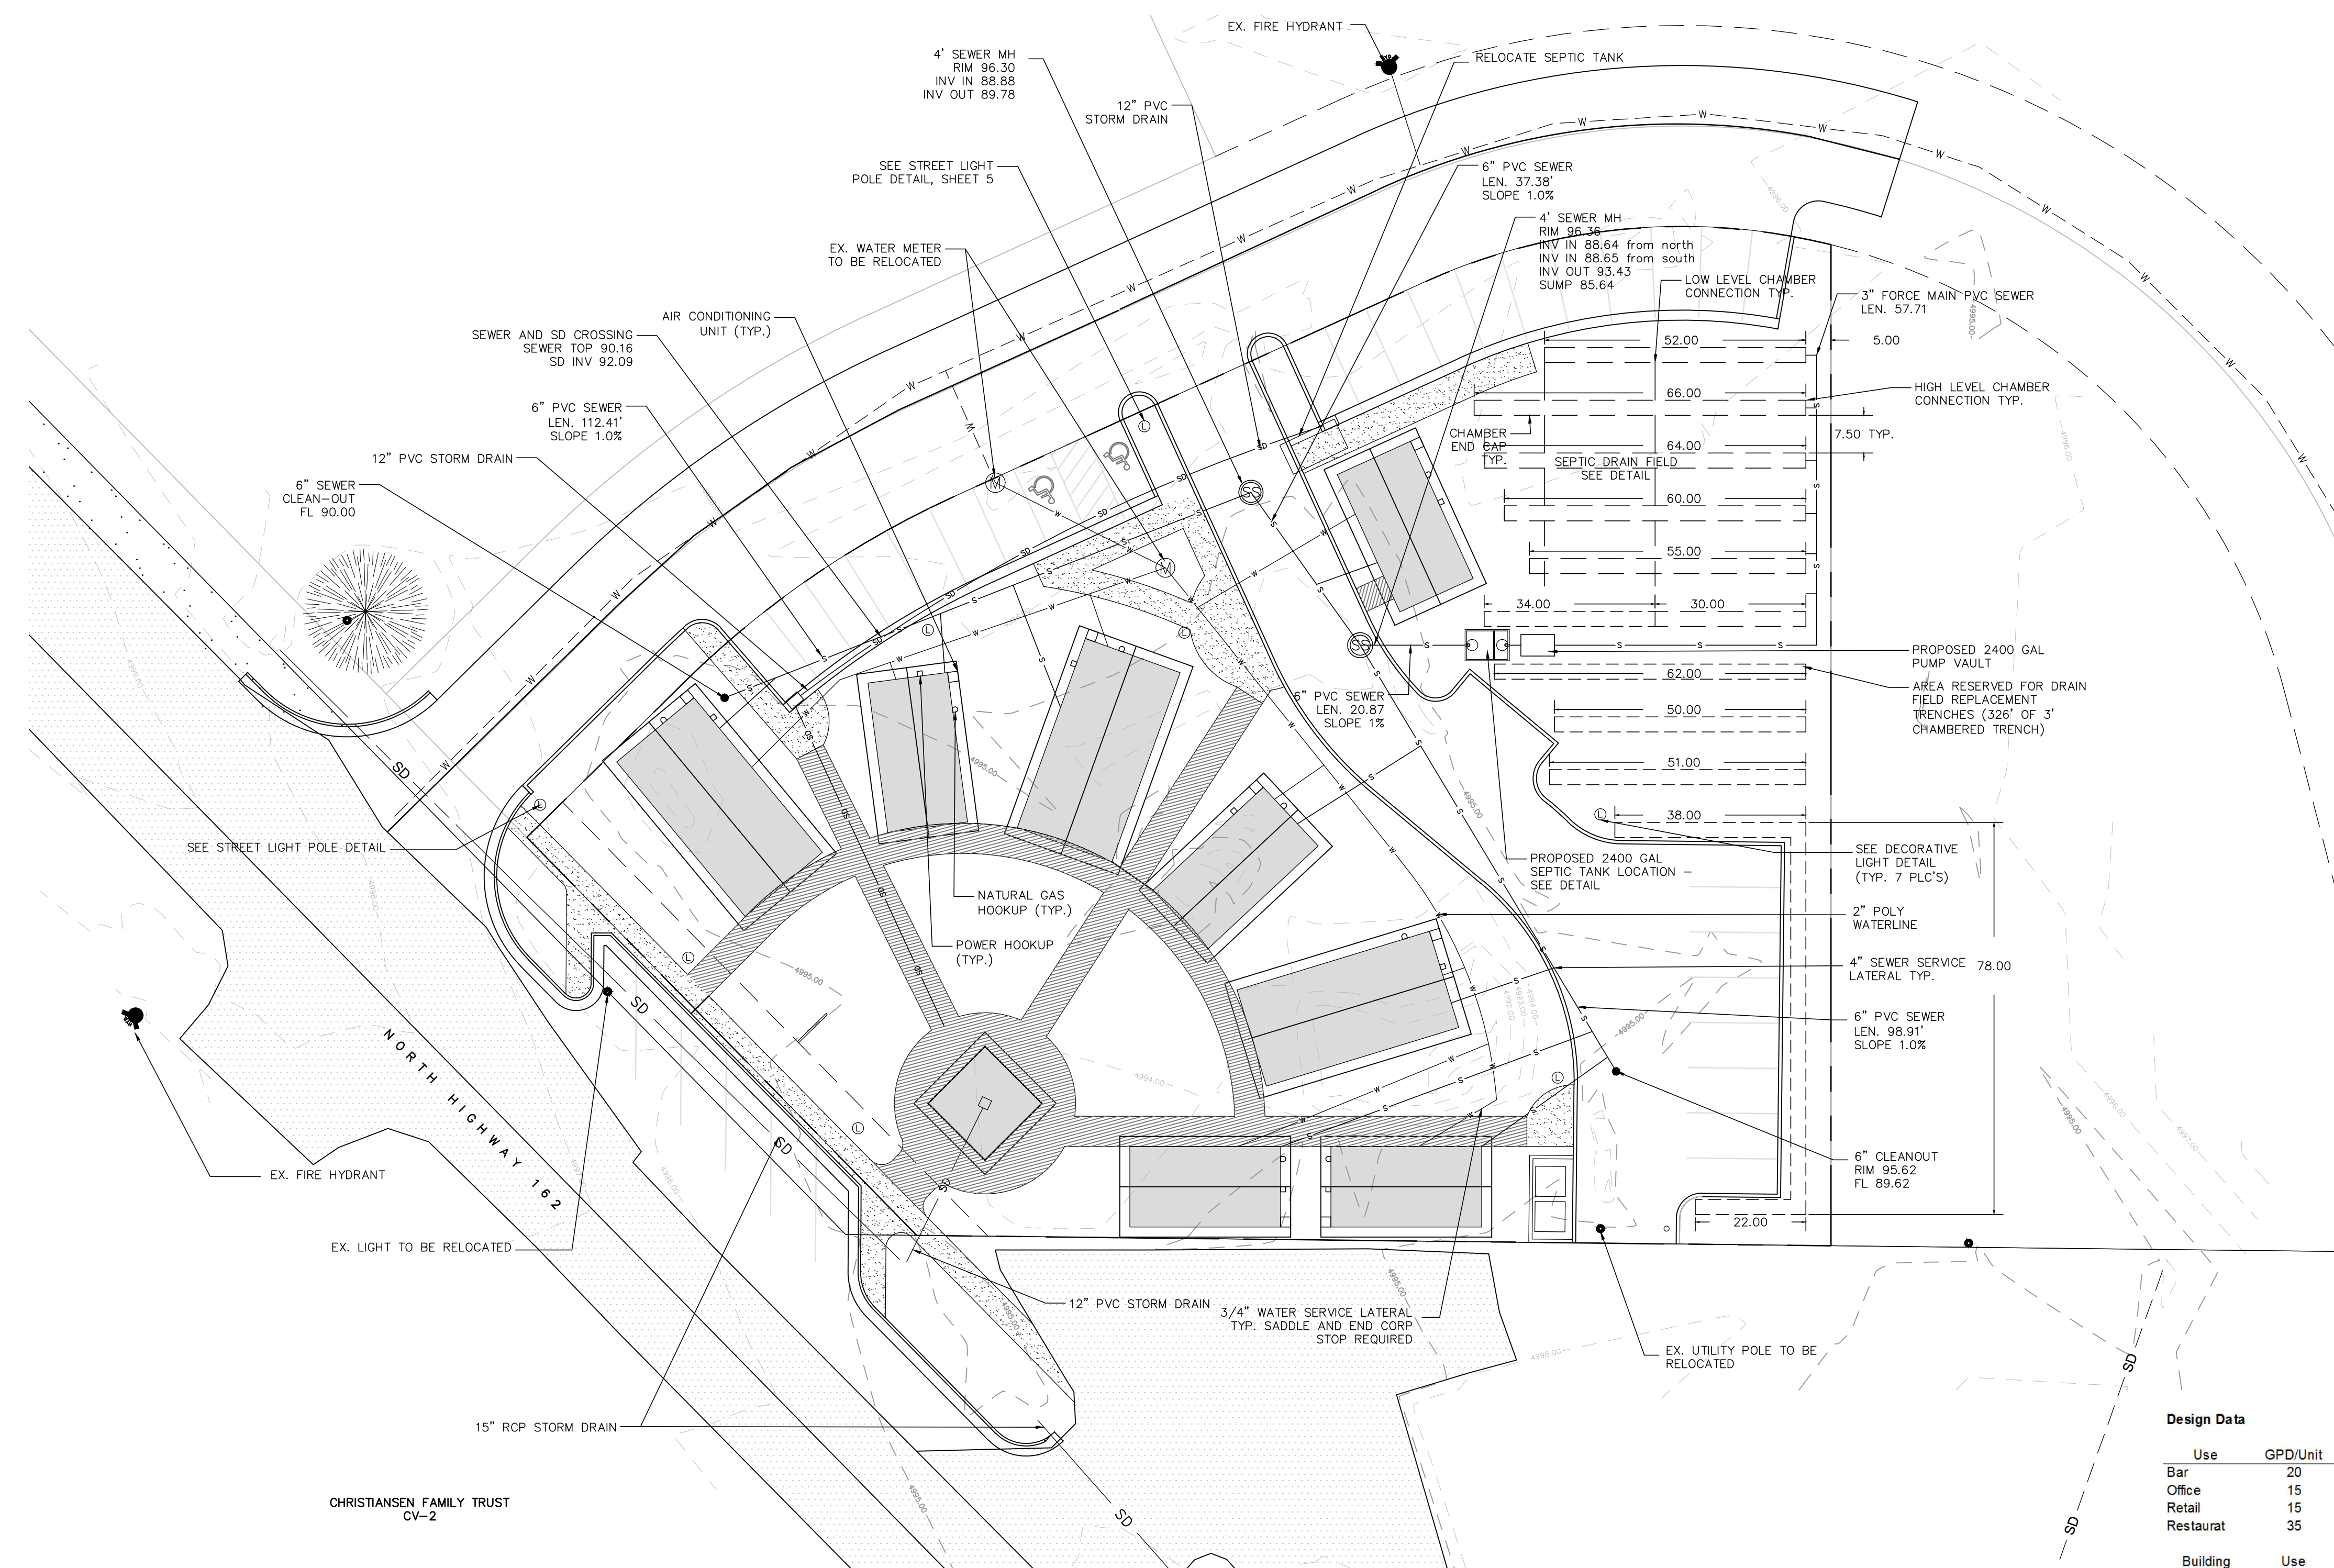 EX. FIRE HYDRANT
4' SEWER MH
RIM 96.30
INV IN 88.88
INV OUT 89.78
RELOCATE SEPTIC TANK
12" PVC
STORM DRAIN
SEE STREET LIGHT
POLE DETAIL, SHEET 5
6" PVC SEWER
LEN. 37.38'
SLOPE 1.0%
4' SEWER MH
RIM 96.36
INV IN 88.64 from north
INV IN 88.65 from south
INV OUT 93.43
SUMP 85.64
EX. WATER METER
TO BE RELOCATED
LOW LEVEL CHAMBER
CONNECTION TYP.
3" FORCE MAIN PVC SEWER
LEN. 57.71
AIR CONDITIONING
UNIT (TYP.)
SEWER AND SD CROSSING
SEWER TOP 90.16
SD INV 92.09
52.00
5.00
66.00
HIGH LEVEL CHAMBER
CONNECTION TYP.
6" PVC SEWER
LEN. 112.41'
SLOPE 1.0%
CHAMBER
END CAP
TYP.
64.00
7.50 TYP.
12" PVC STORM DRAIN
SEPTIC DRAIN FIELD
SEE DETAIL
6" SEWER
CLEAN-OUT
FL 90.00
60.00
55.00
34.00
30.00
PROPOSED 2400 GAL
PUMP VAULT
62.00
AREA RESERVED FOR DRAIN
FIELD REPLACEMENT
TRENCHES (326' OF 3'
CHAMBERED TRENCH)
6" PVC SEWER
LEN. 20.87
SLOPE 1%
50.00
51.00
38.00
SEE STREET LIGHT POLE DETAIL
SEE DECORATIVE
LIGHT DETAIL
(TYP. 7 PLC'S)
PROPOSED 2400 GAL
SEPTIC TANK LOCATION -
SEE DETAIL
NATURAL GAS
HOOKUP (TYP.)
2" POLY
WATERLINE
POWER HOOKUP
(TYP.)
4" SEWER SERVICE
LATERAL TYP.
78.00
6" PVC SEWER
LEN. 98.91'
SLOPE 1.0%
NORTH HIGHWAY 162
EX. FIRE HYDRANT
6" CLEANOUT
RIM 95.62
FL 89.62
22.00
EX. LIGHT TO BE RELOCATED
12" PVC STORM DRAIN
3/4" WATER SERVICE LATERAL
TYP. SADDLE AND END CORP
STOP REQUIRED
EX. UTILITY POLE TO BE
RELOCATED
15" RCP STORM DRAIN
CHRISTIANSEN FAMILY TRUST
CV-2
Design Data
Use GPD/Unit
Bar 20
Office 15
Retail 15
Restaurat 35
Building Use